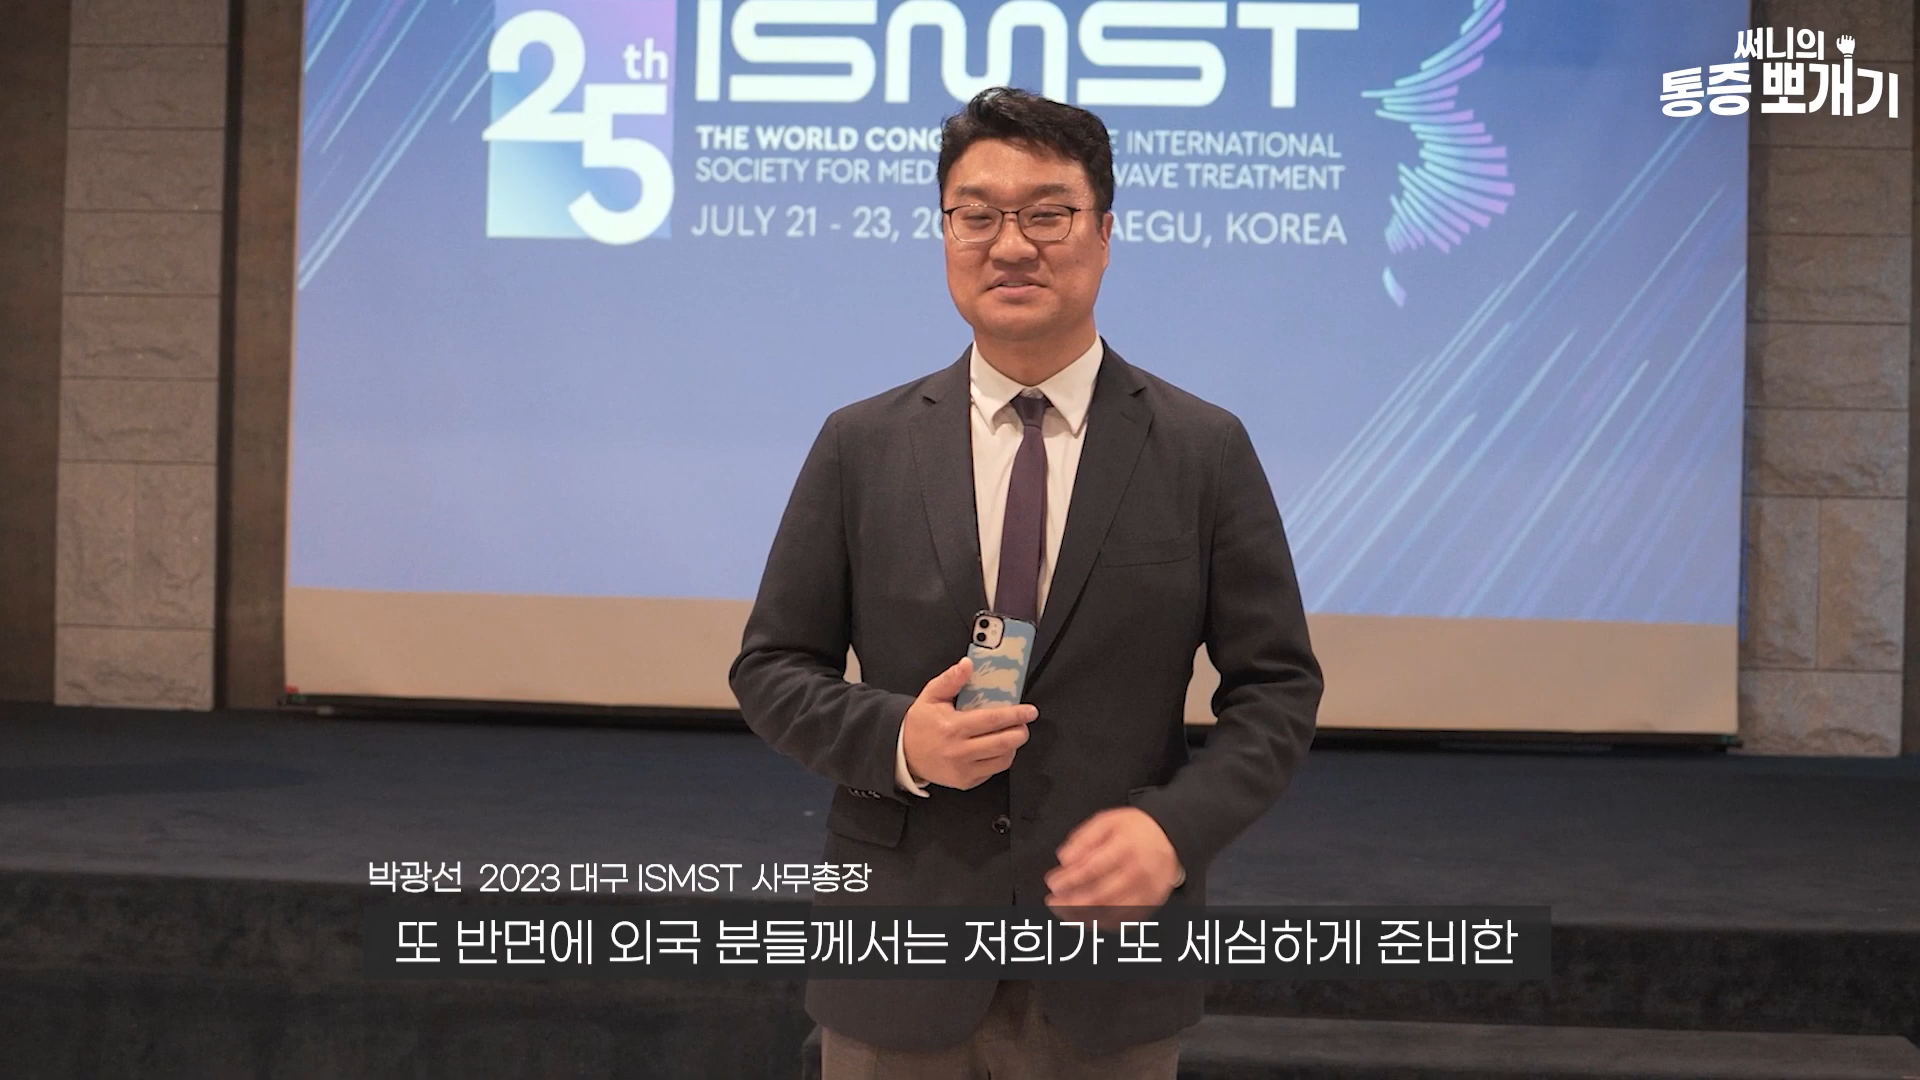 25th
ISMST
THE WORLD CONG E INTERNATIONAL
SOCIETY FOR MED WAVE TREATMENT
JULY 21 - 23, 20 AEGU, KOREA
써니의
통증 뽀개기
박광선 2023 대구 ISMST 사무총장
또 반면에 외국 분들께서는 저희가 또 세심하게 준비한